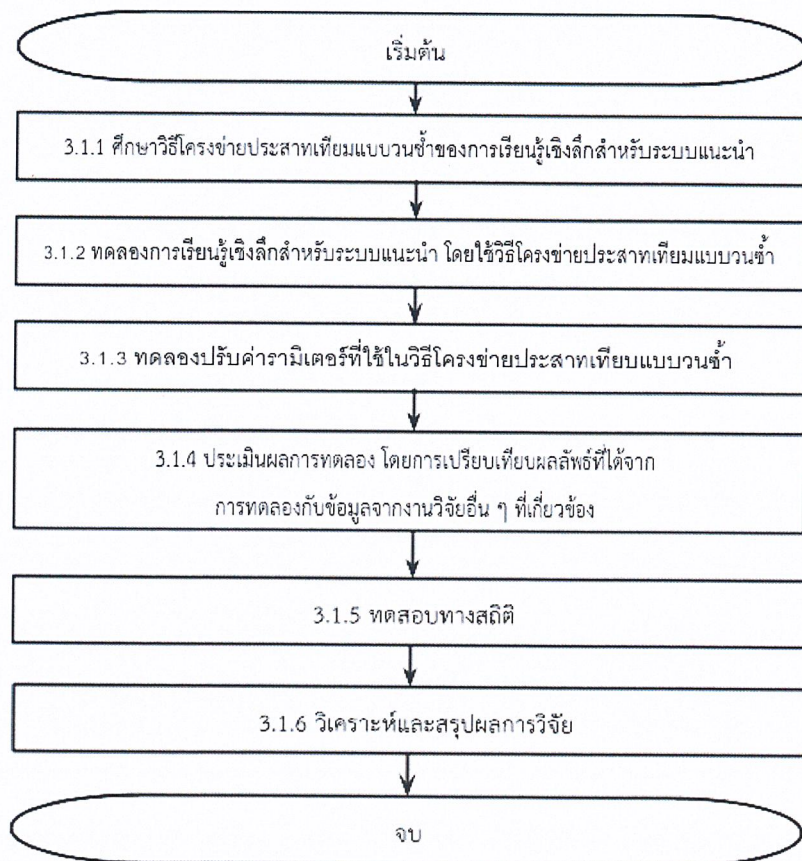 เริ่มต้น
3.1.1 ศึกษาวิธีโครงข่ายประสาทเทียมแบบวนซ้ำของการเรียนรู้เชิงลึกสำหรับระบบแนะนำ
3.1.2 ทดลองการเรียนรู้เชิงลึกสำหรับระบบแนะนำ โดยใช้วิธีโครงข่ายประสาทเทียมแบบวนซ้ำ
3.1.3 ทดลองปรับค่ารามิเตอร์ที่ใช้ในวิธีโครงข่ายประสาทเทียบแบบวนซ้ำ
3.1.4 ประเมินผลการทดลอง โดยการเปรียบเทียบผลลัพธ์ที่ได้จาก
การทดลองกับข้อมูลจากงานวิจัยอื่น ๆ ที่เกี่ยวข้อง
3.1.5 ทดสอบทางสถิติ
3.1.6 วิเคราะห์และสรุปผลการวิจัย
จบ